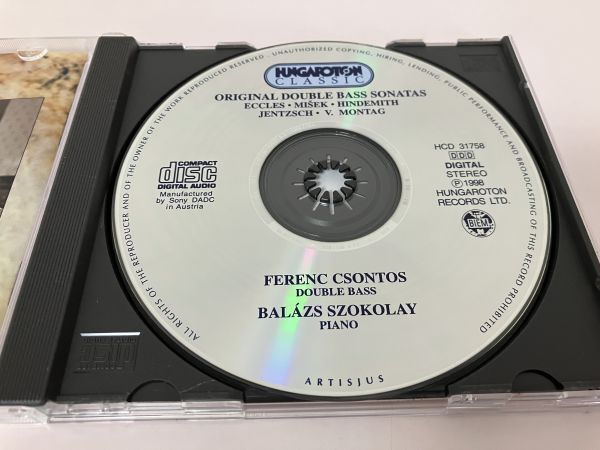 ALL RIGHTS OF THE REPRODUCER AND OF THE OWNER OF THE WORK REPRODUCED RESERVED . UNAUTHORIZED COPYING, HIRING, LENDING, PUBLIC PERFORMANCE AND BROADCASTING OF THIS RECORD PROHIBITED
HUNGAROTON
CLASSIC
ORIGINAL DOUBLE BASS SONATAS
ECCLES • MIŠEK • HINDEMITH
JENTZSCH • V. MONTAG
COMPACT
disc
DIGITAL AUDIO
Manufactured
by Sony DADC
in Austria
HCD 31758
DDD
DIGITAL
STEREO
Ⓟ1998
HUNGAROTON
RECORDS LTD.
BIEM
FERENC CSONTOS
DOUBLE BASS
BALÁZS SZOKOLAY
PIANO
ARTISJUS
disc